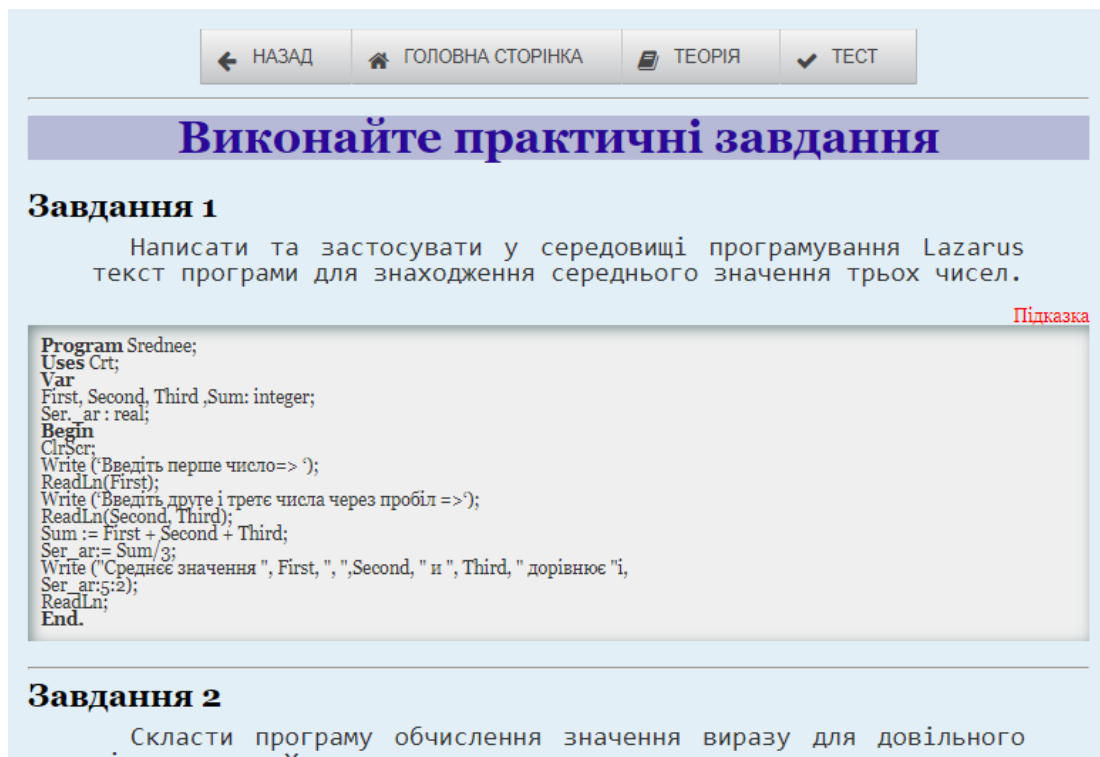 НАЗАД ГОЛОВНА СТОРІНКА ТЕОРІЯ ТЕСТ
Виконайте практичні завдання
Завдання 1
Написати та застосувати у середовищі програмування Lazarus
текст програми для знаходження середнього значення трьох чисел.
Підказка
Program Srednee;
Uses Crt;
Var
First, Second, Third ,Sum: integer;
Ser._ar : real;
Begin
ClrScr;
Write (‘Введіть перше число=> ‘);
ReadLn(First);
Write (‘Введіть друге і третє числа через пробіл =>‘);
ReadLn(Second, Third);
Sum := First + Second + Third;
Ser_ar:= Sum/3;
Write ("Среднєє значення ", First, ", ",Second, " и ", Third, " дорівнює "i,
Ser_ar:5:2);
ReadLn;
End.
Завдання 2
Скласти програму обчислення значення виразу для довільного